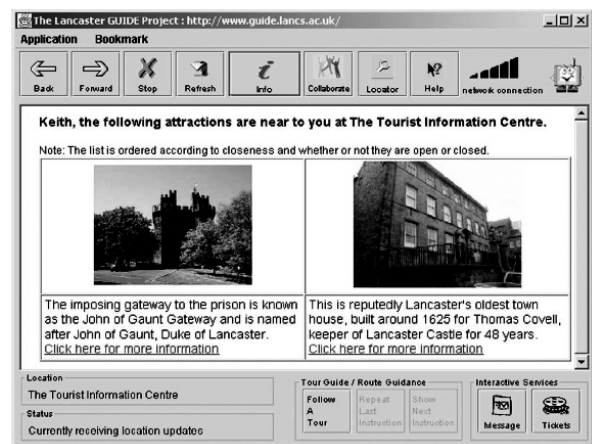 The Lancaster GUIDE Project : http://www.guide.lancs.ac.uk/
Application Bookmark
Back Forward Stop Refresh Info Collaborate Locator Help network connection
Keith, the following attractions are near to you at The Tourist Information Centre.
Note: The list is ordered according to closeness and whether or not they are open or closed.
The imposing gateway to the prison is known
as the John of Gaunt Gateway and is named
after John of Gaunt, Duke of Lancaster.
Click here for more information
This is reputedly Lancaster's oldest town
house, built around 1625 for Thomas Covell,
keeper of Lancaster Castle for 48 years.
Click here for more information
Location
The Tourist Information Centre
Status
Currently receiving location updates
Tour Guide / Route Guidance
Follow
A
Tour
Repeat
Last
Instruction
Show
Next
Instruction
Interactive Services
Message
Tickets